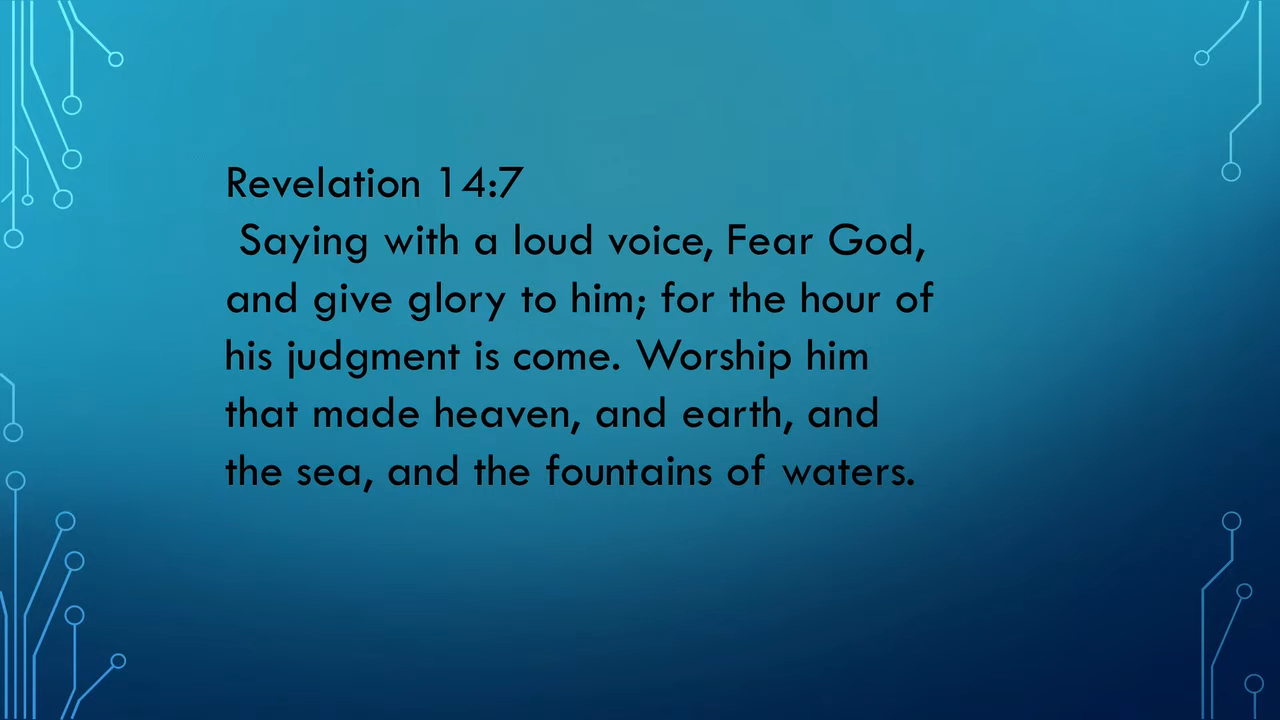 Revelation 14:7
Saying with a loud voice, Fear God,
and give glory to him; for the hour of
his judgment is come. Worship him
that made heaven, and earth, and
the sea, and the fountains of waters.